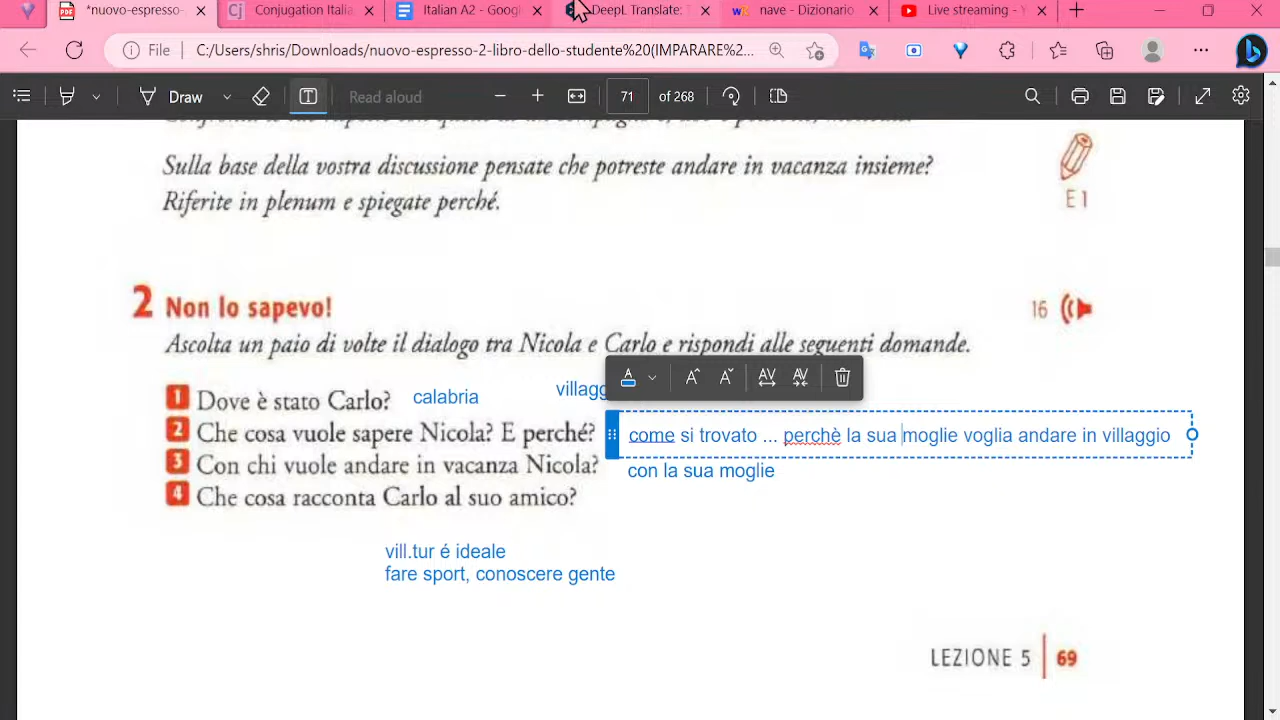 *nuovo-espresso-
Conjugation Italia
Italian A2 - Goog
DeepL Translate: T
nave - Dizionario
Live streaming - Y
File
C:/Users/shris/Downloads/nuovo-espresso-2-libro-dello-studente%20(IMPARARE%2...
Draw
Read aloud
71 of 268
Sulla base della vostra discussione pensate che potreste andare in vacanza insieme?
Riferite in plenum e spiegate perché.
E 1
2 Non lo sapevo!
16
Ascolta un paio di volte il dialogo tra Nicola e Carlo e rispondi alle seguenti domande.
1 Dove è stato Carlo? calabria villagg
2 Che cosa vuole sapere Nicola? E perché? come si trovato ... perchè la sua moglie voglia andare in villaggio
3 Con chi vuole andare in vacanza Nicola? con la sua moglie
4 Che cosa racconta Carlo al suo amico?
vill.tur é ideale
fare sport, conoscere gente
LEZIONE 5 69